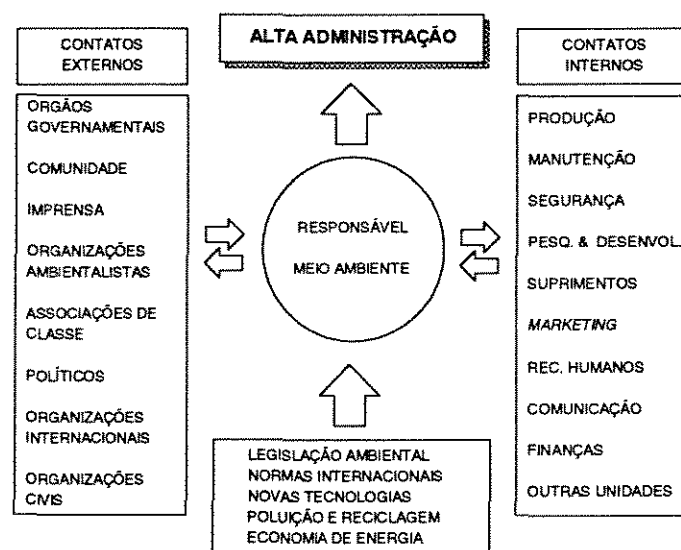 CONTATOS
EXTERNOS
ORGÃOS
GOVERNAMENTAIS
COMUNIDADE
IMPRENSA
ORGANIZAÇÕES
AMBIENTALISTAS
ASSOCIAÇÕES DE
CLASSE
POLÍTICOS
ORGANIZAÇÕES
INTERNACIONAIS
ORGANIZAÇÕES
CIVIS
ALTA ADMINISTRAÇÃO
RESPONSÁVEL
MEIO AMBIENTE
LEGISLAÇÃO AMBIENTAL
NORMAS INTERNACIONAIS
NOVAS TECNOLOGIAS
POLUIÇÃO E RECICLAGEM
ECONOMIA DE ENERGIA
CONTATOS
INTERNOS
PRODUÇÃO
MANUTENÇÃO
SEGURANÇA
PESQ. & DESENVOL.
SUPRIMENTOS
MARKETING
REC. HUMANOS
COMUNICAÇÃO
FINANÇAS
OUTRAS UNIDADES